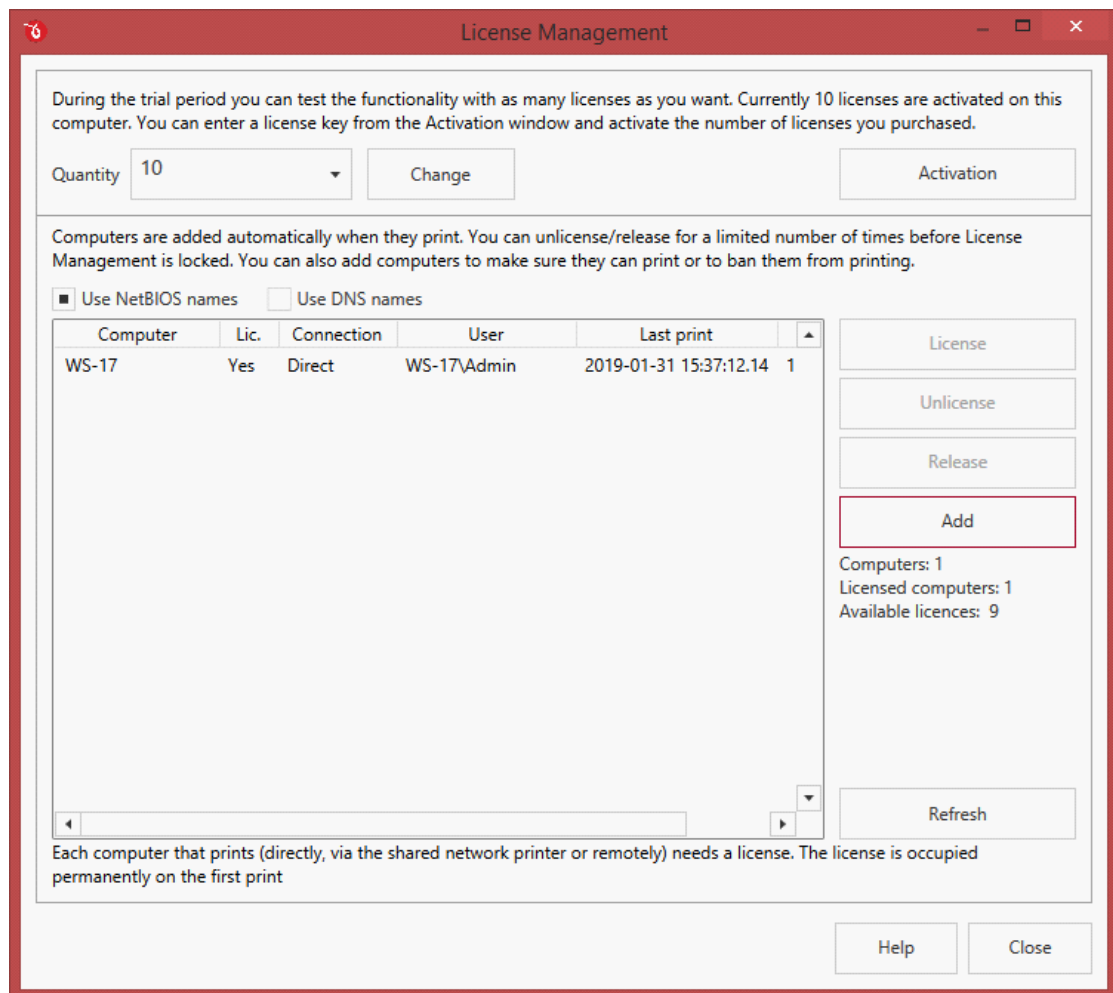 License Management
During the trial period you can test the functionality with as many licenses as you want. Currently 10 licenses are activated on this
computer. You can enter a license key from the Activation window and activate the number of licenses you purchased.
Quantity 10 Change Activation
Computers are added automatically when they print. You can unlicense/release for a limited number of times before License
Management is locked. You can also add computers to make sure they can print or to ban them from printing.
Use NetBIOS names Use DNS names
Computer Lic. Connection User Last print
WS-17 Yes Direct WS-17\Admin 2019-01-31 15:37:12.14 1
License
Unlicense
Release
Add
Computers: 1
Licensed computers: 1
Available licences: 9
Refresh
Each computer that prints (directly, via the shared network printer or remotely) needs a license. The license is occupied
permanently on the first print
Help Close